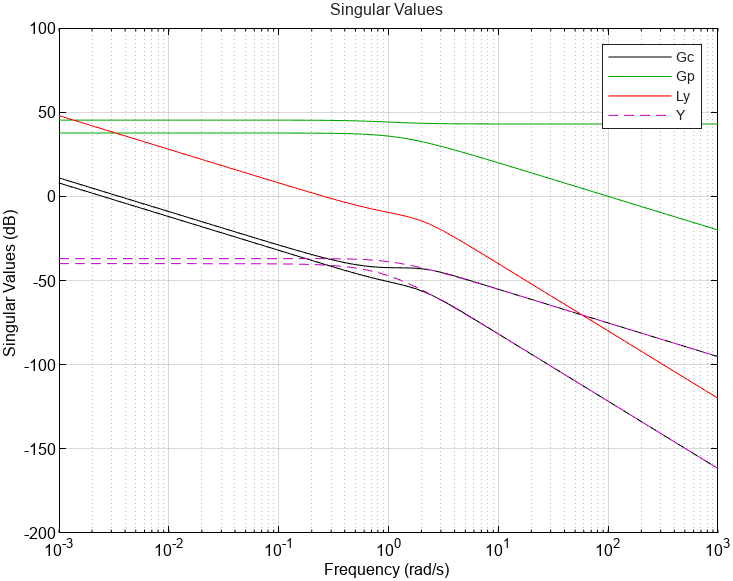 Singular Values
Singular Values (dB)
100
50
0
-50
-100
-150
-200
Gc
Gp
Ly
Y
10^-3 10^-2 10^-1 10^0 10^1 10^2 10^3
Frequency (rad/s)